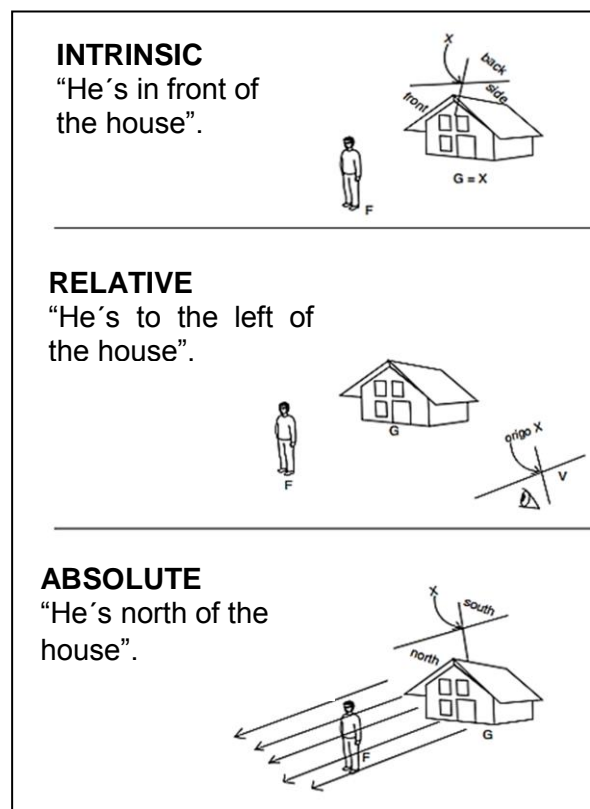 INTRINSIC
“He´s in front of
the house”.
X
back
side
front
G = X
F
RELATIVE
“He´s to the left of
the house”.
G
F
origo X
V
ABSOLUTE
“He´s north of the
house”.
X
south
north
G
F